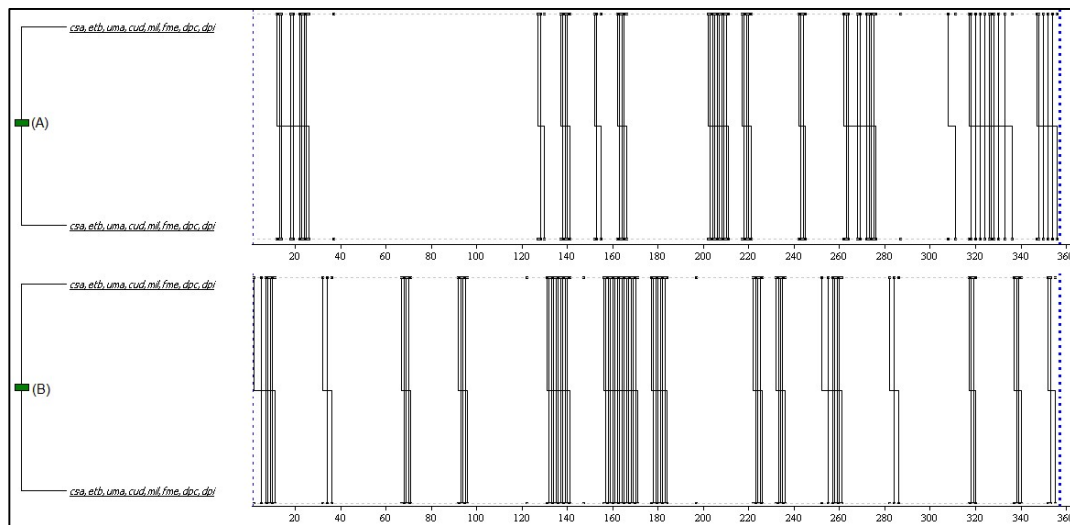 csa, etb, uma, cud, mil, fme, dpc, dpi
(A)
csa, etb, uma, cud, mil, fme, dpc, dpi
20 40 60 80 100 120 140 160 180 200 220 240 260 280 300 320 340 360
csa, etb, uma, cud, mil, fme, dpc, dpi
(B)
csa, etb, uma, cud, mil, fme, dpc, dpi
20 40 60 80 100 120 140 160 180 200 220 240 260 280 300 320 340 360